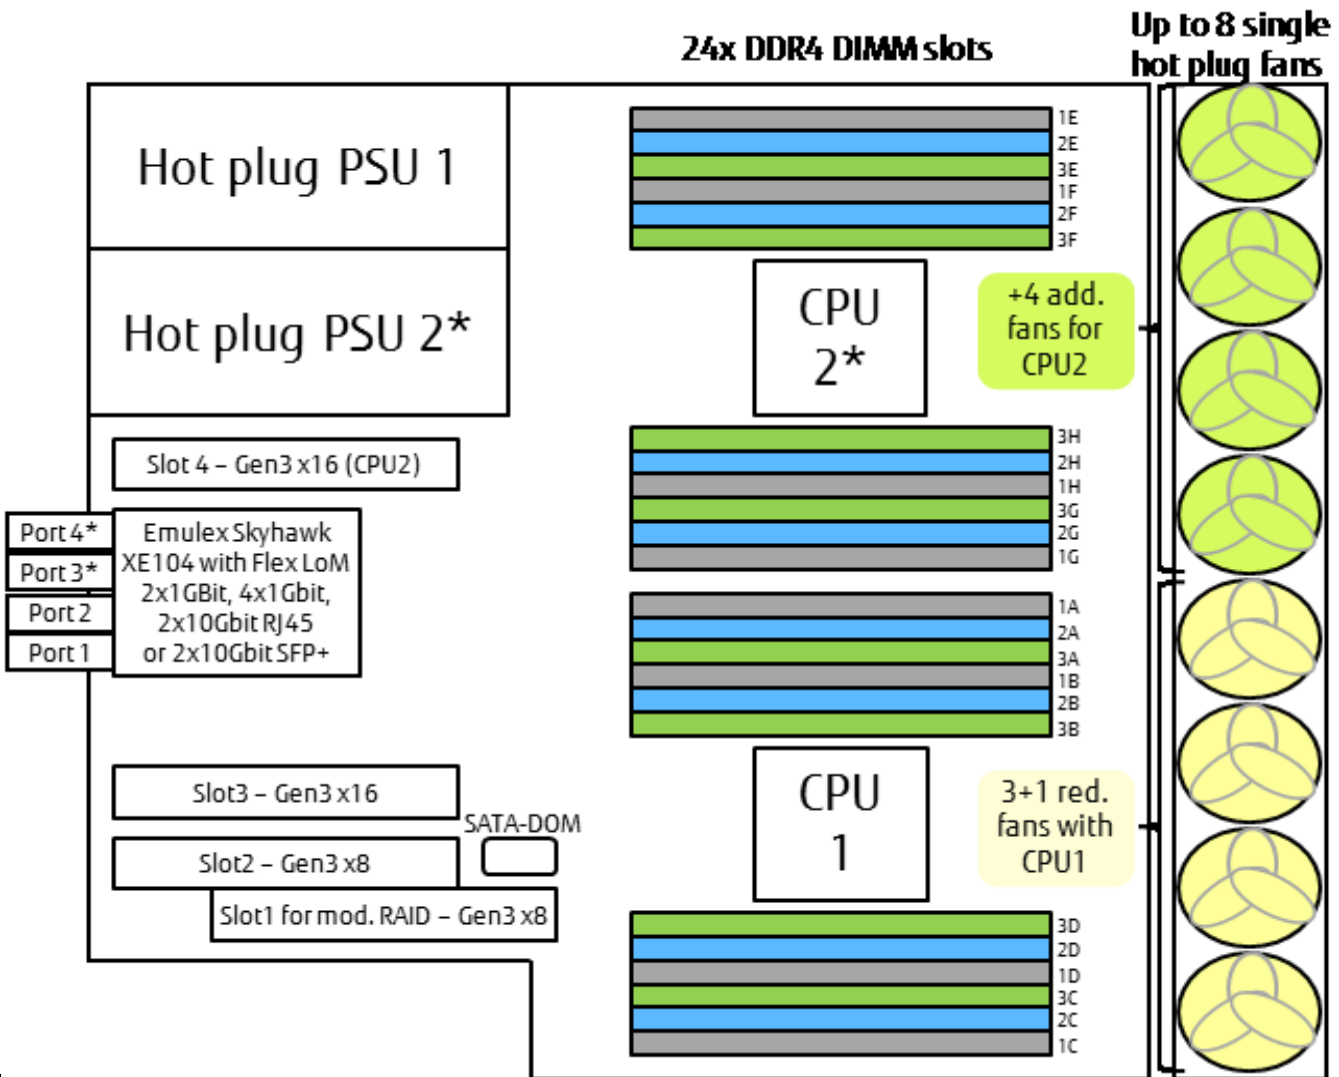 24x DDR4 DIMM slots
Up to 8 single
hot plug fans
Hot plug PSU 1
Hot plug PSU 2*
1E
2E
3E
1F
2F
3F
CPU
2*
+4 add.
fans for
CPU2
Slot 4 – Gen3 x16 (CPU2)
3H
2H
1H
3G
2G
1G
Port 4*
Port 3*
Port 2
Port 1
Emulex Skyhawk
XE104 with Flex LoM
2x1GBit, 4x1Gbit,
2x10Gbit RJ45
or 2x10Gbit SFP+
1A
2A
3A
1B
2B
3B
CPU
1
3+1 red.
fans with
CPU1
Slot3 – Gen3 x16
SATA-DOM
Slot2 – Gen3 x8
Slot1 for mod. RAID – Gen3 x8
3D
2D
1D
3C
2C
1C